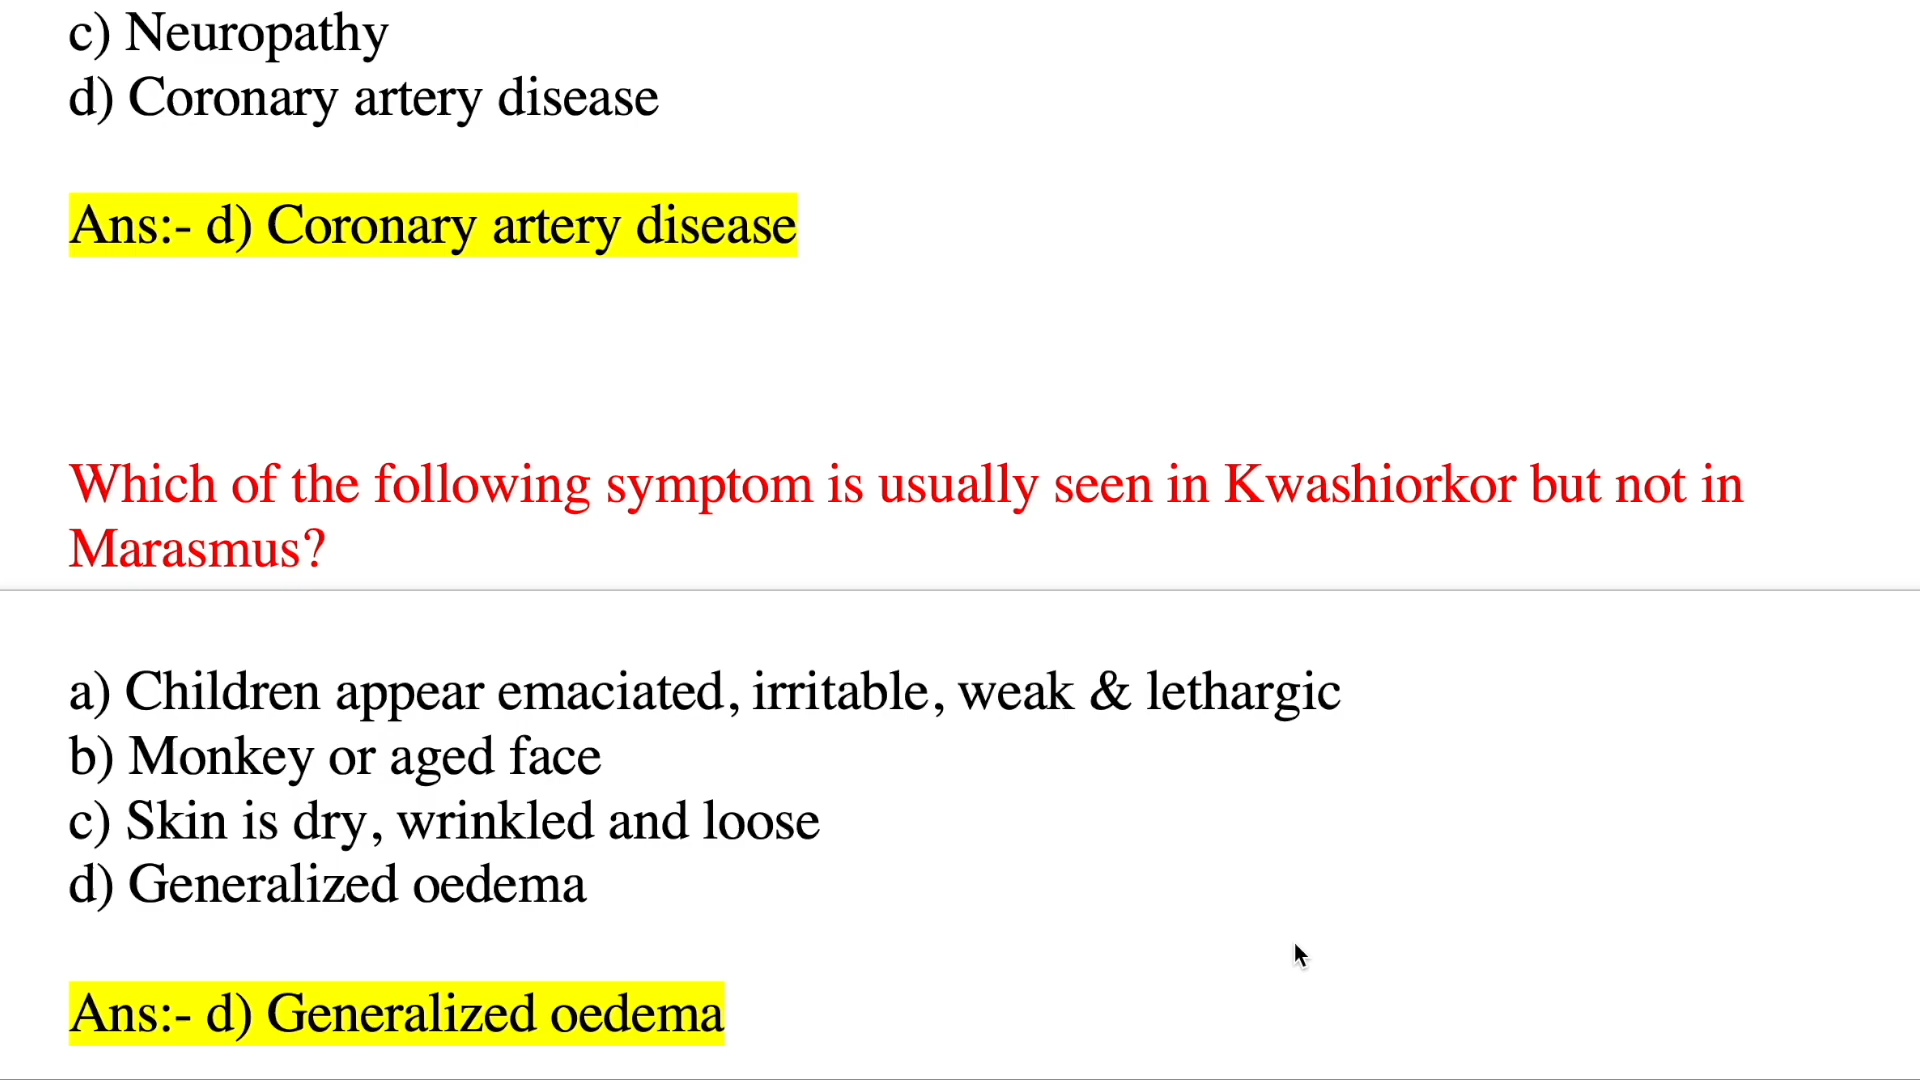 c) Neuropathy
d) Coronary artery disease
Ans:- d) Coronary artery disease
Which of the following symptom is usually seen in Kwashiorkor but not in
Marasmus?
a) Children appear emaciated, irritable, weak & lethargic
b) Monkey or aged face
c) Skin is dry, wrinkled and loose
d) Generalized oedema
Ans:- d) Generalized oedema